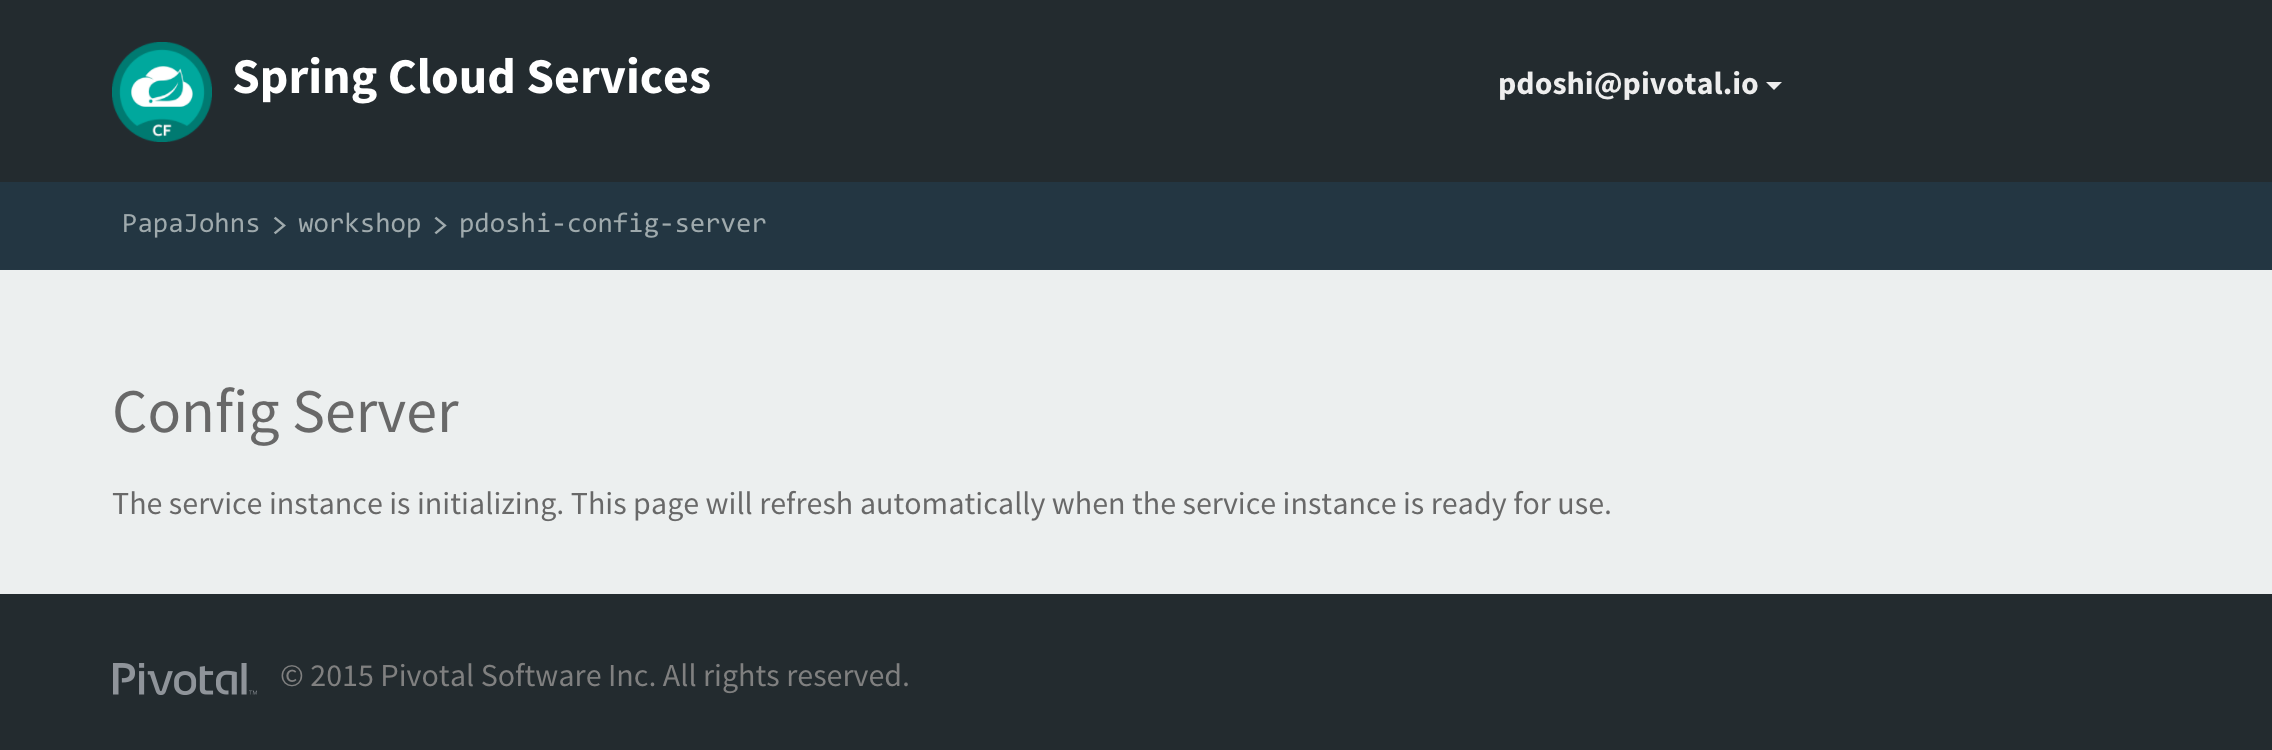 CF
Spring Cloud Services
pdoshi@pivotal.io
PapaJohns > workshop > pdoshi-config-server
Config Server
The service instance is initializing. This page will refresh automatically when the service instance is ready for use.
Pivotal™ © 2015 Pivotal Software Inc. All rights reserved.